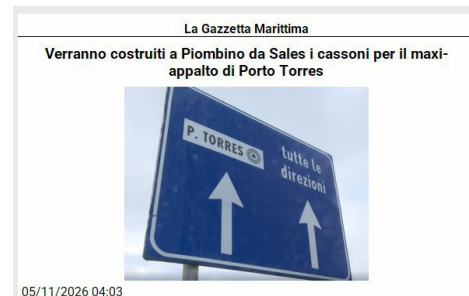 La Gazzetta Marittima
Verranno costruiti a Piombino da Sales i cassoni per il maxi-
appalto di Porto Torres
P. TORRES
tutte le
direzioni
05/11/2026 04:03